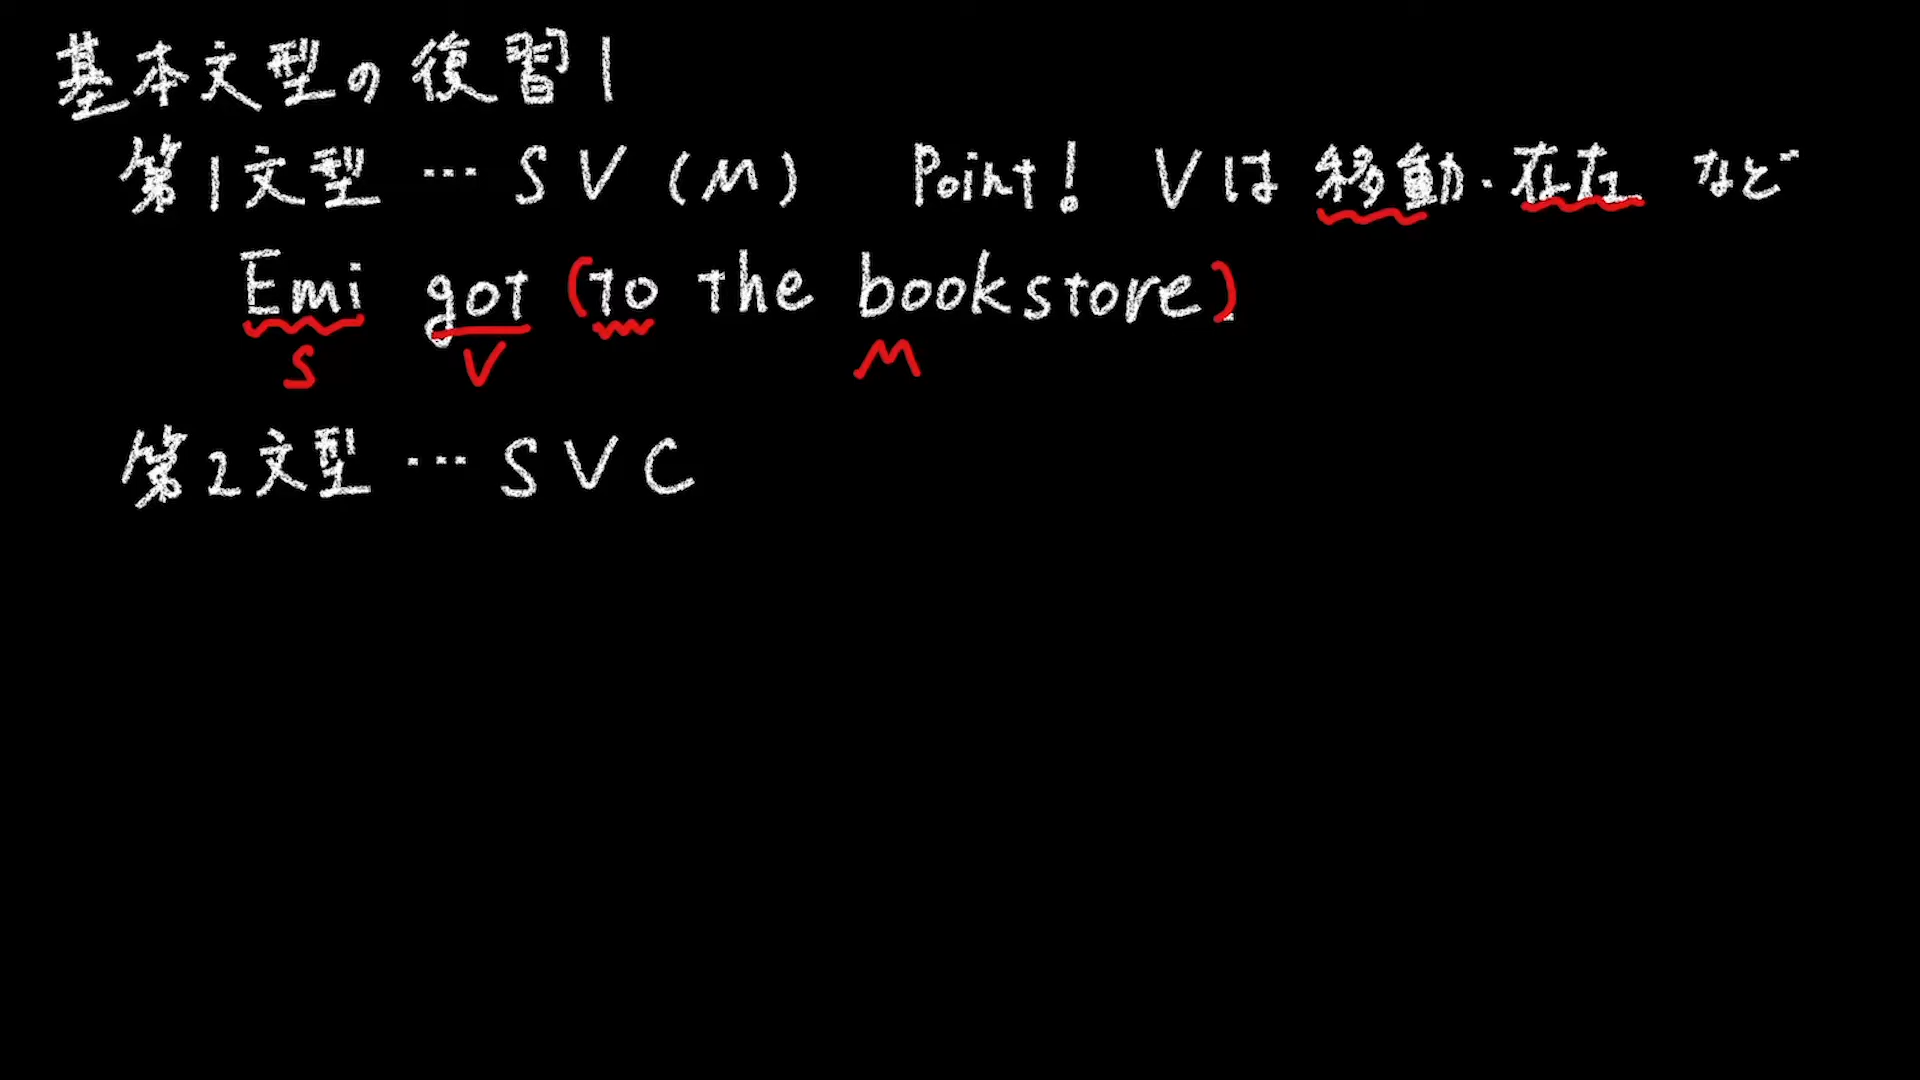 基本文型の復習1
第1文型 … S V (M) Point! Vは移動・存在 など
Emi got (to the bookstore)
S V M
第2文型 … S V C